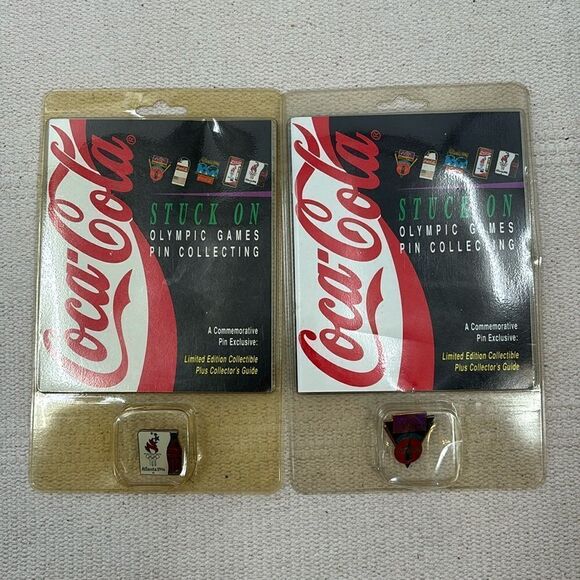 Coca-Cola®
STUCK ON
OLYMPIC GAMES
PIN COLLECTING
A Commemorative
Pin Exclusive:
Limited Edition Collectible
Plus Collector's Guide
Atlanta 1996
Coca-Cola®
STUCK ON
OLYMPIC GAMES
PIN COLLECTING
A Commemorative
Pin Exclusive:
Limited Edition Collectible
Plus Collector's Guide